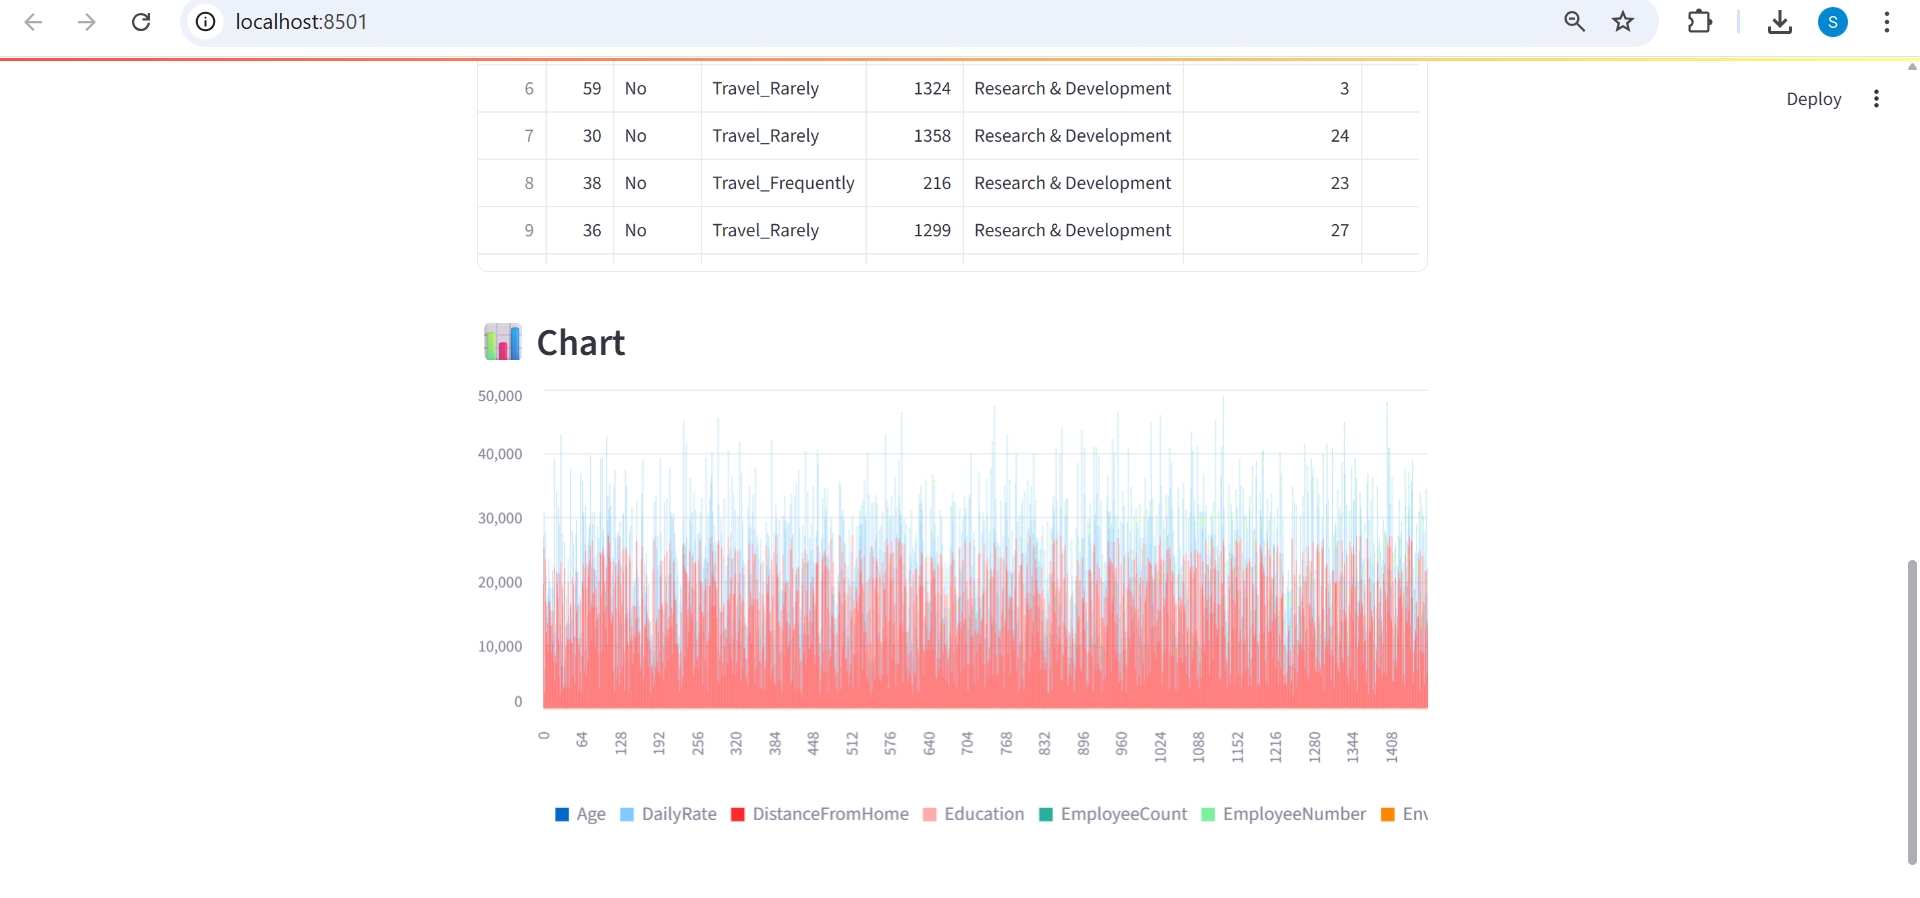 localhost:8501
S
Deploy
6 59 No Travel_Rarely 1324 Research & Development 3
7 30 No Travel_Rarely 1358 Research & Development 24
8 38 No Travel_Frequently 216 Research & Development 23
9 36 No Travel_Rarely 1299 Research & Development 27
Chart
50,000
40,000
30,000
20,000
10,000
0
0 64 128 192 256 320 384 448 512 576 640 704 768 832 896 960 1024 1088 1152 1216 1280 1344 1408
Age DailyRate DistanceFromHome Education EmployeeCount EmployeeNumber Env